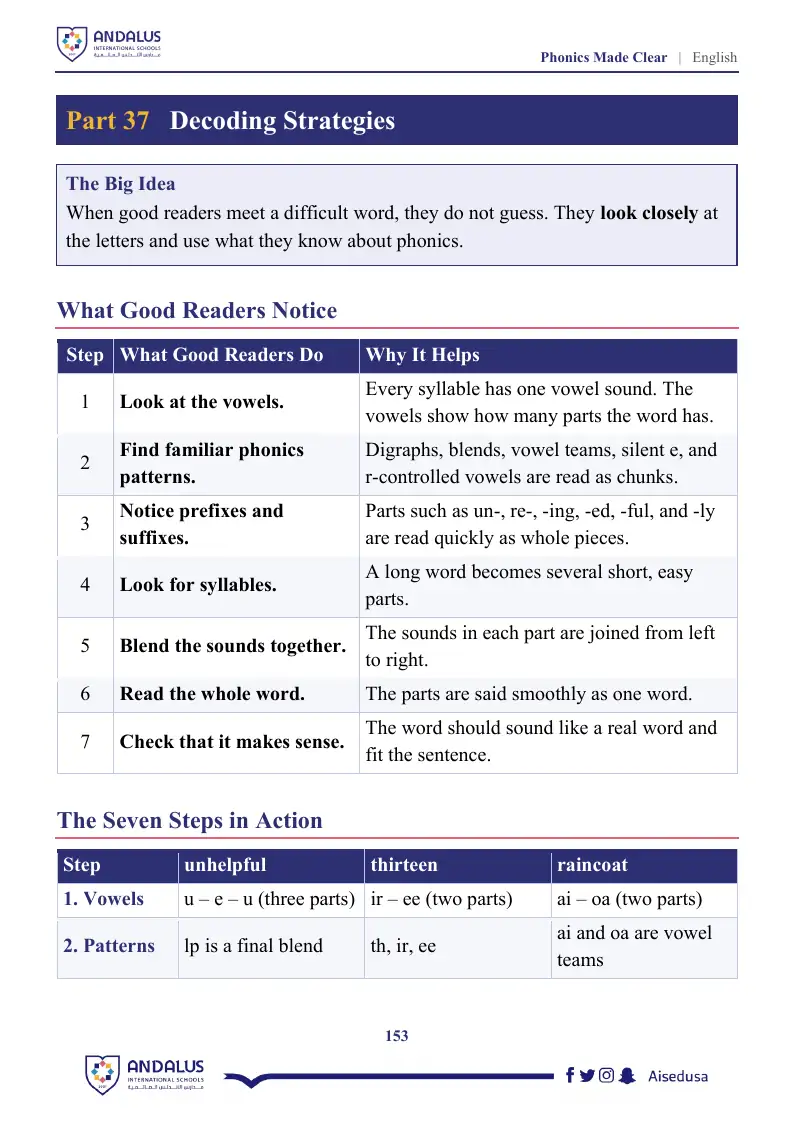 ANDALUS
INTERNATIONAL SCHOOLS
مدارس الأندلس العالمية
Phonics Made Clear | English
Part 37 Decoding Strategies
The Big Idea
When good readers meet a difficult word, they do not guess. They look closely at
the letters and use what they know about phonics.
What Good Readers Notice
Step What Good Readers Do Why It Helps
1 Look at the vowels. Every syllable has one vowel sound. The
vowels show how many parts the word has.
2 Find familiar phonics
patterns. Digraphs, blends, vowel teams, silent e, and
r-controlled vowels are read as chunks.
3 Notice prefixes and
suffixes. Parts such as un-, re-, -ing, -ed, -ful, and -ly
are read quickly as whole pieces.
4 Look for syllables. A long word becomes several short, easy
parts.
5 Blend the sounds together. The sounds in each part are joined from left
to right.
6 Read the whole word. The parts are said smoothly as one word.
7 Check that it makes sense. The word should sound like a real word and
fit the sentence.
The Seven Steps in Action
Step unhelpful thirteen raincoat
1. Vowels u – e – u (three parts) ir – ee (two parts) ai – oa (two parts)
2. Patterns lp is a final blend th, ir, ee ai and oa are vowel
teams
153
ANDALUS
INTERNATIONAL SCHOOLS
مدارس الأندلس العالمية
Aisedusa